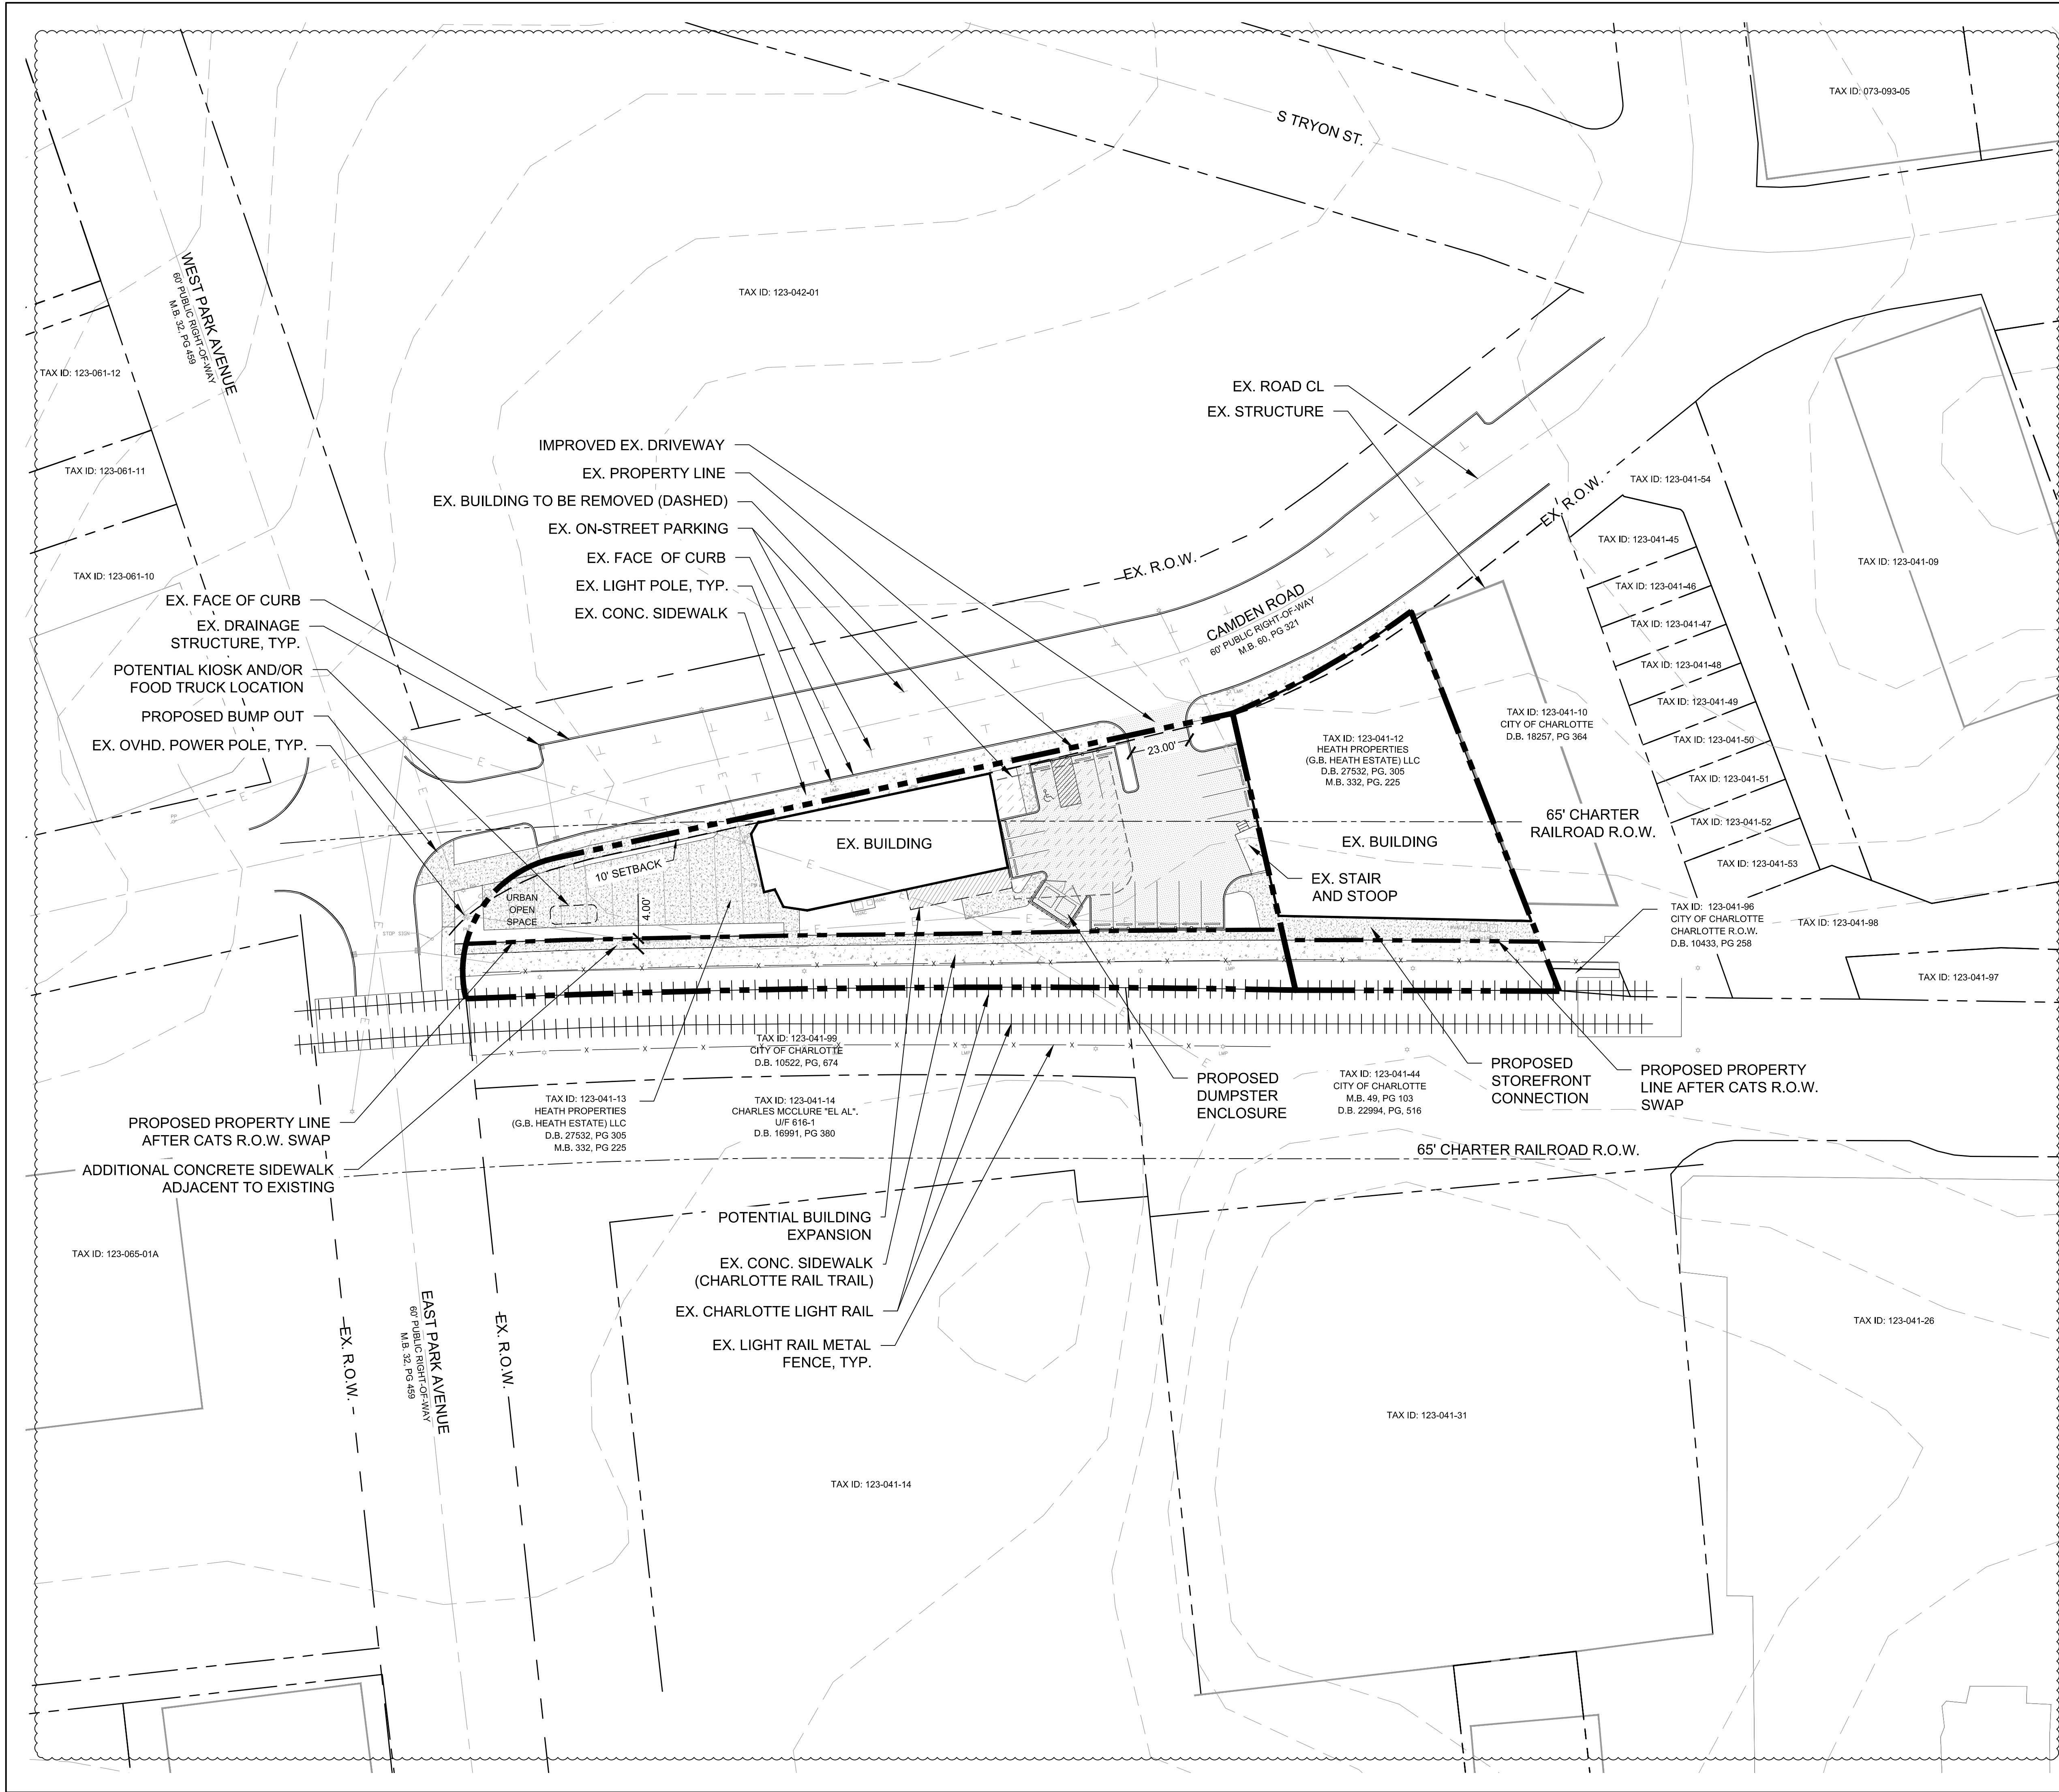 TAX ID: 073-093-05
S TRYON ST.
WEST PARK AVENUE
60' PUBLIC RIGHT-OF-WAY
M.B. 32, PG 459
TAX ID: 123-042-01
TAX ID: 123-061-12
TAX ID: 123-061-11
TAX ID: 123-061-10
EX. ROAD CL
EX. STRUCTURE
IMPROVED EX. DRIVEWAY
EX. PROPERTY LINE
EX. BUILDING TO BE REMOVED (DASHED)
EX. ON-STREET PARKING
EX. FACE OF CURB
EX. LIGHT POLE, TYP.
EX. CONC. SIDEWALK
EX. FACE OF CURB
EX. DRAINAGE
STRUCTURE, TYP.
POTENTIAL KIOSK AND/OR
FOOD TRUCK LOCATION
PROPOSED BUMP OUT
EX. OVHD. POWER POLE, TYP.
EX. R.O.W.
EX. R.O.W.
CAMDEN ROAD
60' PUBLIC RIGHT-OF-WAY
M.B. 60, PG 321
TAX ID: 123-041-54
TAX ID: 123-041-45
TAX ID: 123-041-46
TAX ID: 123-041-47
TAX ID: 123-041-48
TAX ID: 123-041-49
TAX ID: 123-041-50
TAX ID: 123-041-51
TAX ID: 123-041-52
TAX ID: 123-041-53
TAX ID: 123-041-09
TAX ID: 123-041-10
CITY OF CHARLOTTE
D.B. 18257, PG 364
TAX ID: 123-041-12
HEATH PROPERTIES
(G.B. HEATH ESTATE) LLC
D.B. 27532, PG, 305
M.B. 332, PG. 225
23.00'
65' CHARTER
RAILROAD R.O.W.
EX. BUILDING
EX. BUILDING
10' SETBACK
EX. STAIR
AND STOOP
URBAN
OPEN
SPACE
4.00'
STOP SIGN
LMP
LMP
PP
TAX ID: 123-041-96
CITY OF CHARLOTTE
CHARLOTTE R.O.W.
D.B. 10433, PG 258
TAX ID: 123-041-98
TAX ID: 123-041-97
TAX ID: 123-041-99
CITY OF CHARLOTTE
D.B. 10522, PG, 674
LMP
LMP
PROPOSED
DUMPSTER
ENCLOSURE
TAX ID: 123-041-44
CITY OF CHARLOTTE
M.B. 49, PG 103
D.B. 22994, PG, 516
PROPOSED
STOREFRONT
CONNECTION
PROPOSED PROPERTY
LINE AFTER CATS R.O.W.
SWAP
TAX ID: 123-041-13
HEATH PROPERTIES
(G.B. HEATH ESTATE) LLC
D.B. 27532, PG 305
M.B. 332, PG 225
TAX ID: 123-041-14
CHARLES MCCLURE "EL AL".
U/F 616-1
D.B. 16991, PG 380
PROPOSED PROPERTY LINE
AFTER CATS R.O.W. SWAP
ADDITIONAL CONCRETE SIDEWALK
ADJACENT TO EXISTING
65' CHARTER RAILROAD R.O.W.
POTENTIAL BUILDING
EXPANSION
EX. CONC. SIDEWALK
(CHARLOTTE RAIL TRAIL)
EX. CHARLOTTE LIGHT RAIL
EX. LIGHT RAIL METAL
FENCE, TYP.
TAX ID: 123-065-01A
EX. R.O.W.
EAST PARK AVENUE
60' PUBLIC RIGHT-OF-WAY
M.B. 32, PG 459
EX. R.O.W.
TAX ID: 123-041-26
TAX ID: 123-041-31
TAX ID: 123-041-14